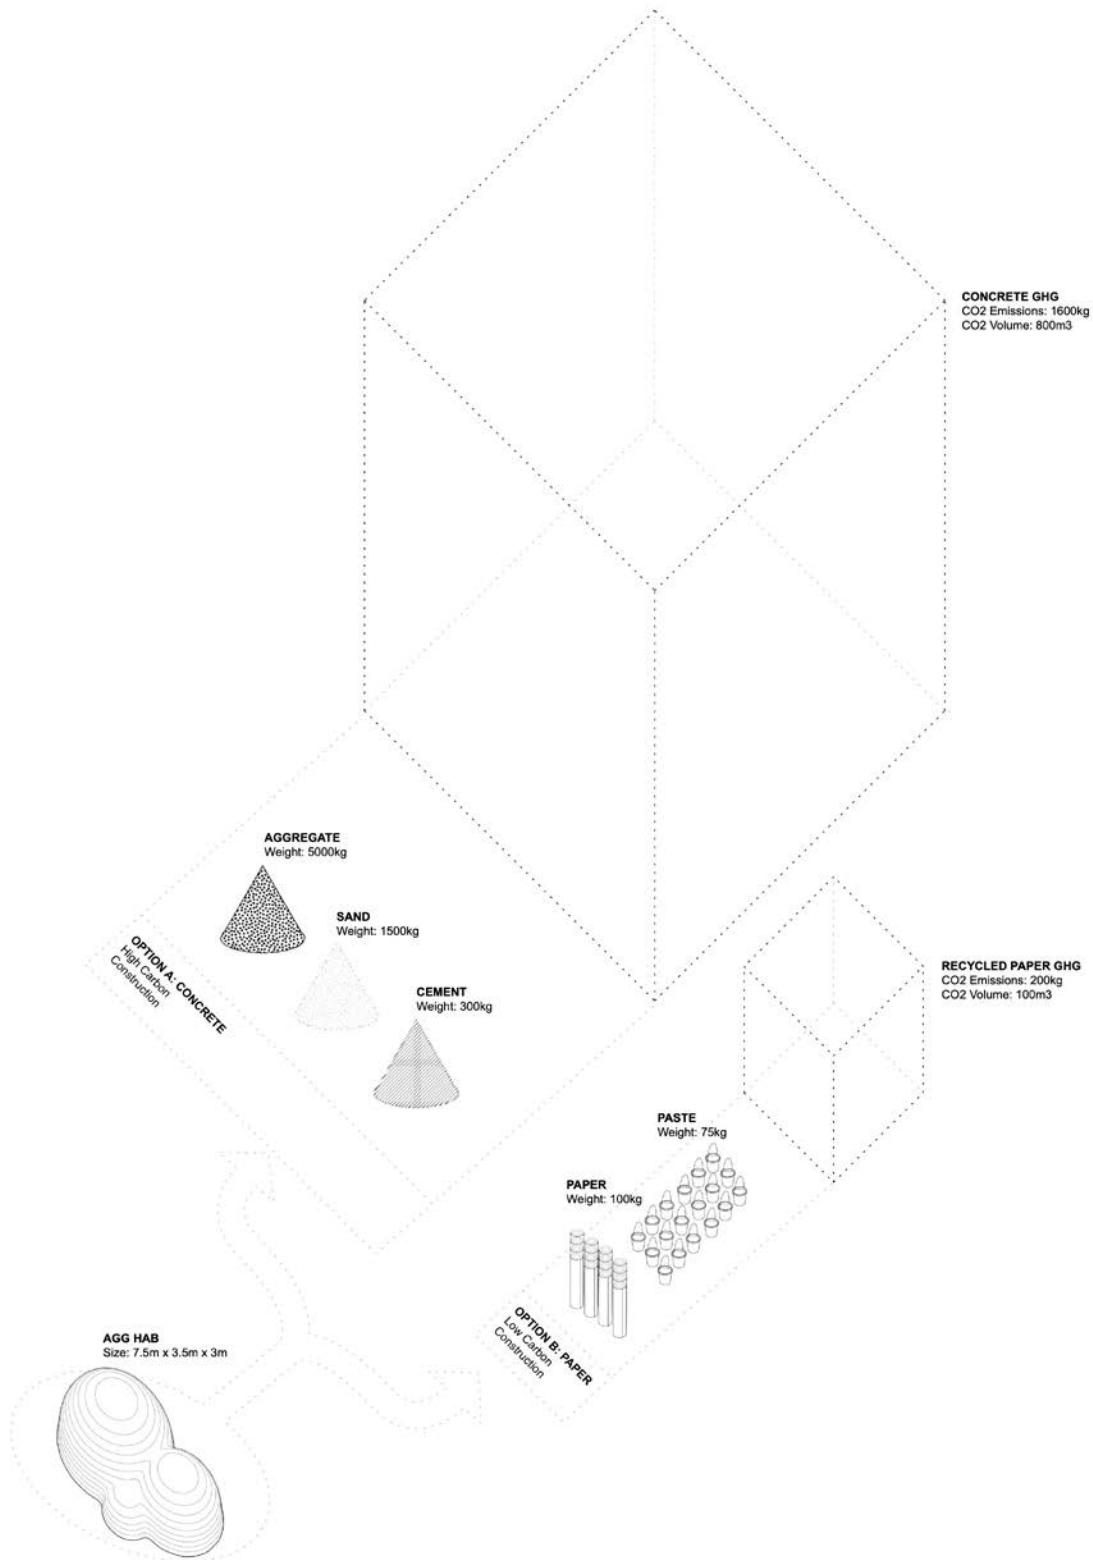 CONCRETE GHG
CO2 Emissions: 1600kg
CO2 Volume: 800m3
AGGREGATE
Weight: 5000kg
SAND
Weight: 1500kg
CEMENT
Weight: 300kg
OPTION A: CONCRETE
High Carbon
Construction
RECYCLED PAPER GHG
CO2 Emissions: 200kg
CO2 Volume: 100m3
PASTE
Weight: 75kg
PAPER
Weight: 100kg
OPTION B: PAPER
Low Carbon
Construction
AGG HAB
Size: 7.5m x 3.5m x 3m